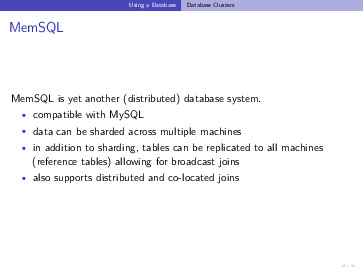 Using a Database Database Clusters
MemSQL
MemSQL is yet another (distributed) database system.
compatible with MySQL
data can be sharded across multiple machines
in addition to sharding, tables can be replicated to all machines
(reference tables) allowing for broadcast joins
also supports distributed and co-located joins